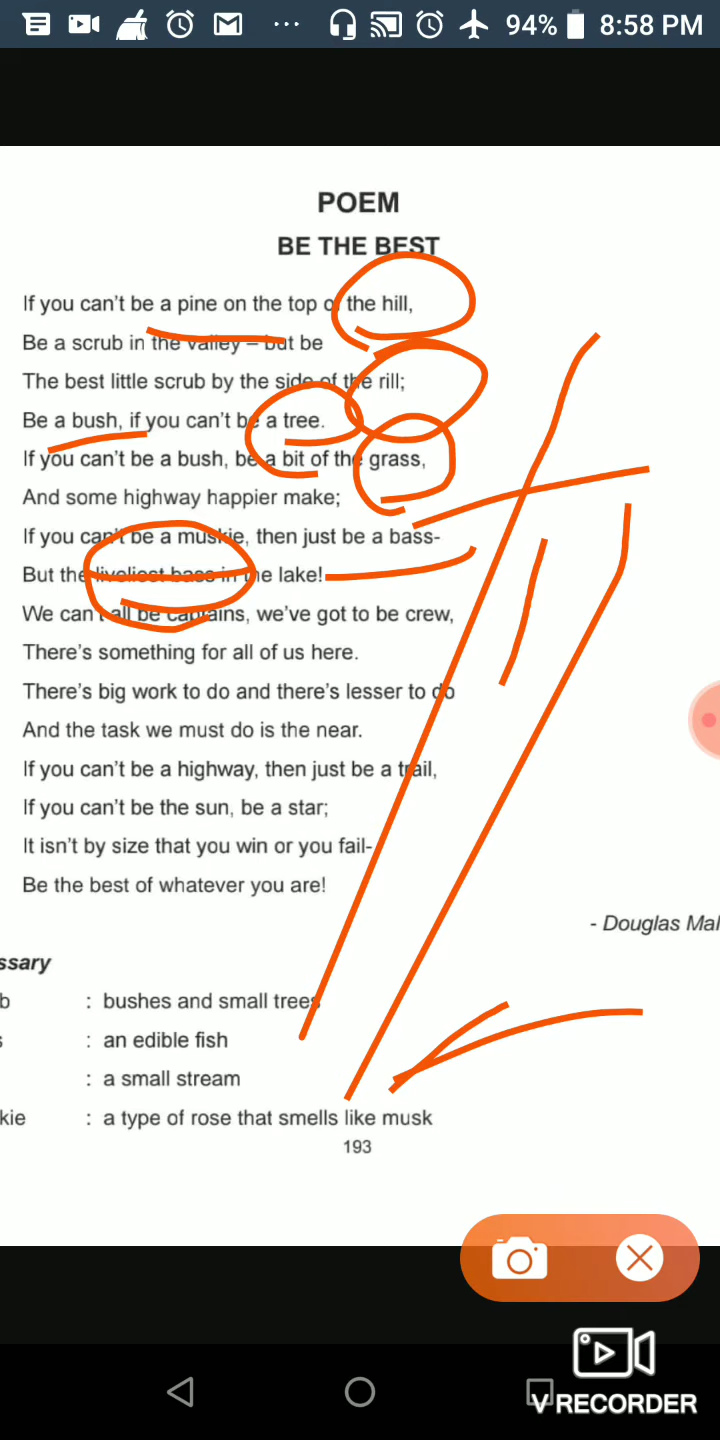 94% 8:58 PM
POEM
BE THE BEST
If you can't be a pine on the top of the hill,
Be a scrub in the valley – but be
The best little scrub by the side of the rill;
Be a bush, if you can't be a tree.
If you can't be a bush, be a bit of the grass,
And some highway happier make;
If you can't be a muskie, then just be a bass-
But the liveliest bass in the lake!
We can't all be captains, we've got to be crew,
There's something for all of us here.
There's big work to do and there's lesser to do
And the task we must do is the near.
If you can't be a highway, then just be a trail,
If you can't be the sun, be a star;
It isn't by size that you win or you fail-
Be the best of whatever you are!
- Douglas Mal
ssary
b : bushes and small trees
s : an edible fish
: a small stream
kie : a type of rose that smells like musk
193
V RECORDER